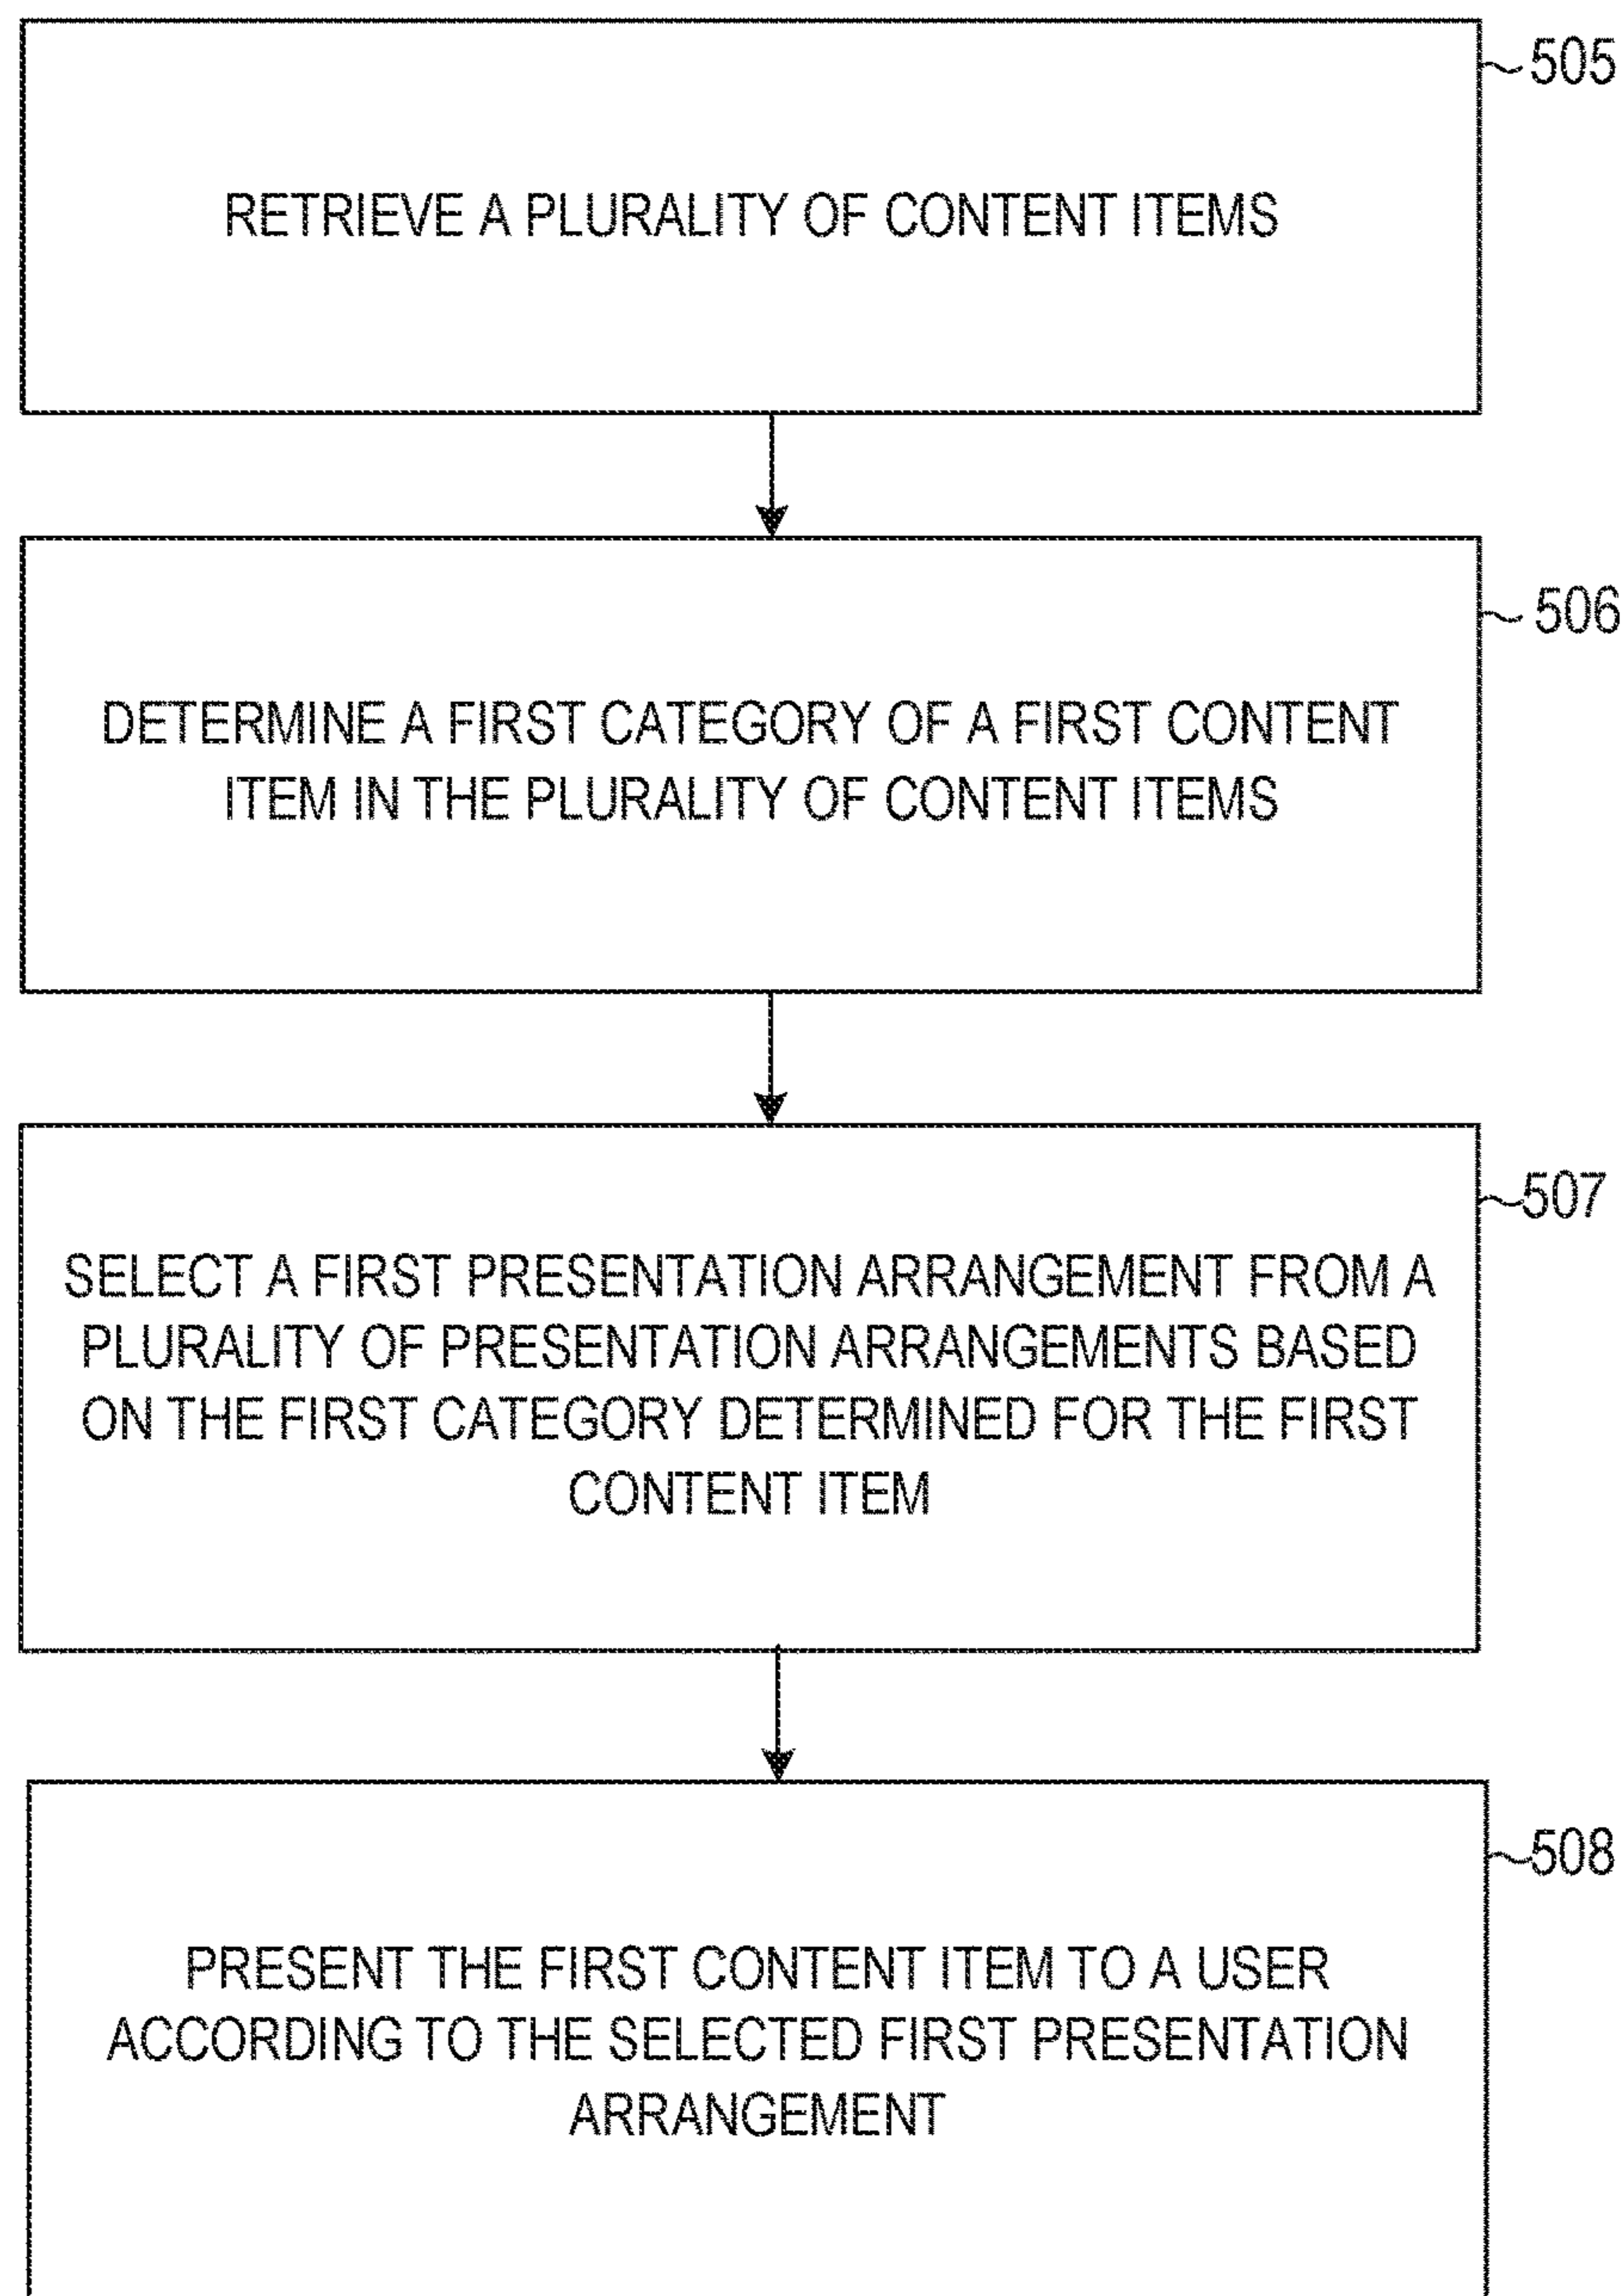 505
RETRIEVE A PLURALITY OF CONTENT ITEMS
506
DETERMINE A FIRST CATEGORY OF A FIRST CONTENT
ITEM IN THE PLURALITY OF CONTENT ITEMS
507
SELECT A FIRST PRESENTATION ARRANGEMENT FROM A
PLURALITY OF PRESENTATION ARRANGEMENTS BASED
ON THE FIRST CATEGORY DETERMINED FOR THE FIRST
CONTENT ITEM
508
PRESENT THE FIRST CONTENT ITEM TO A USER
ACCORDING TO THE SELECTED FIRST PRESENTATION
ARRANGEMENT